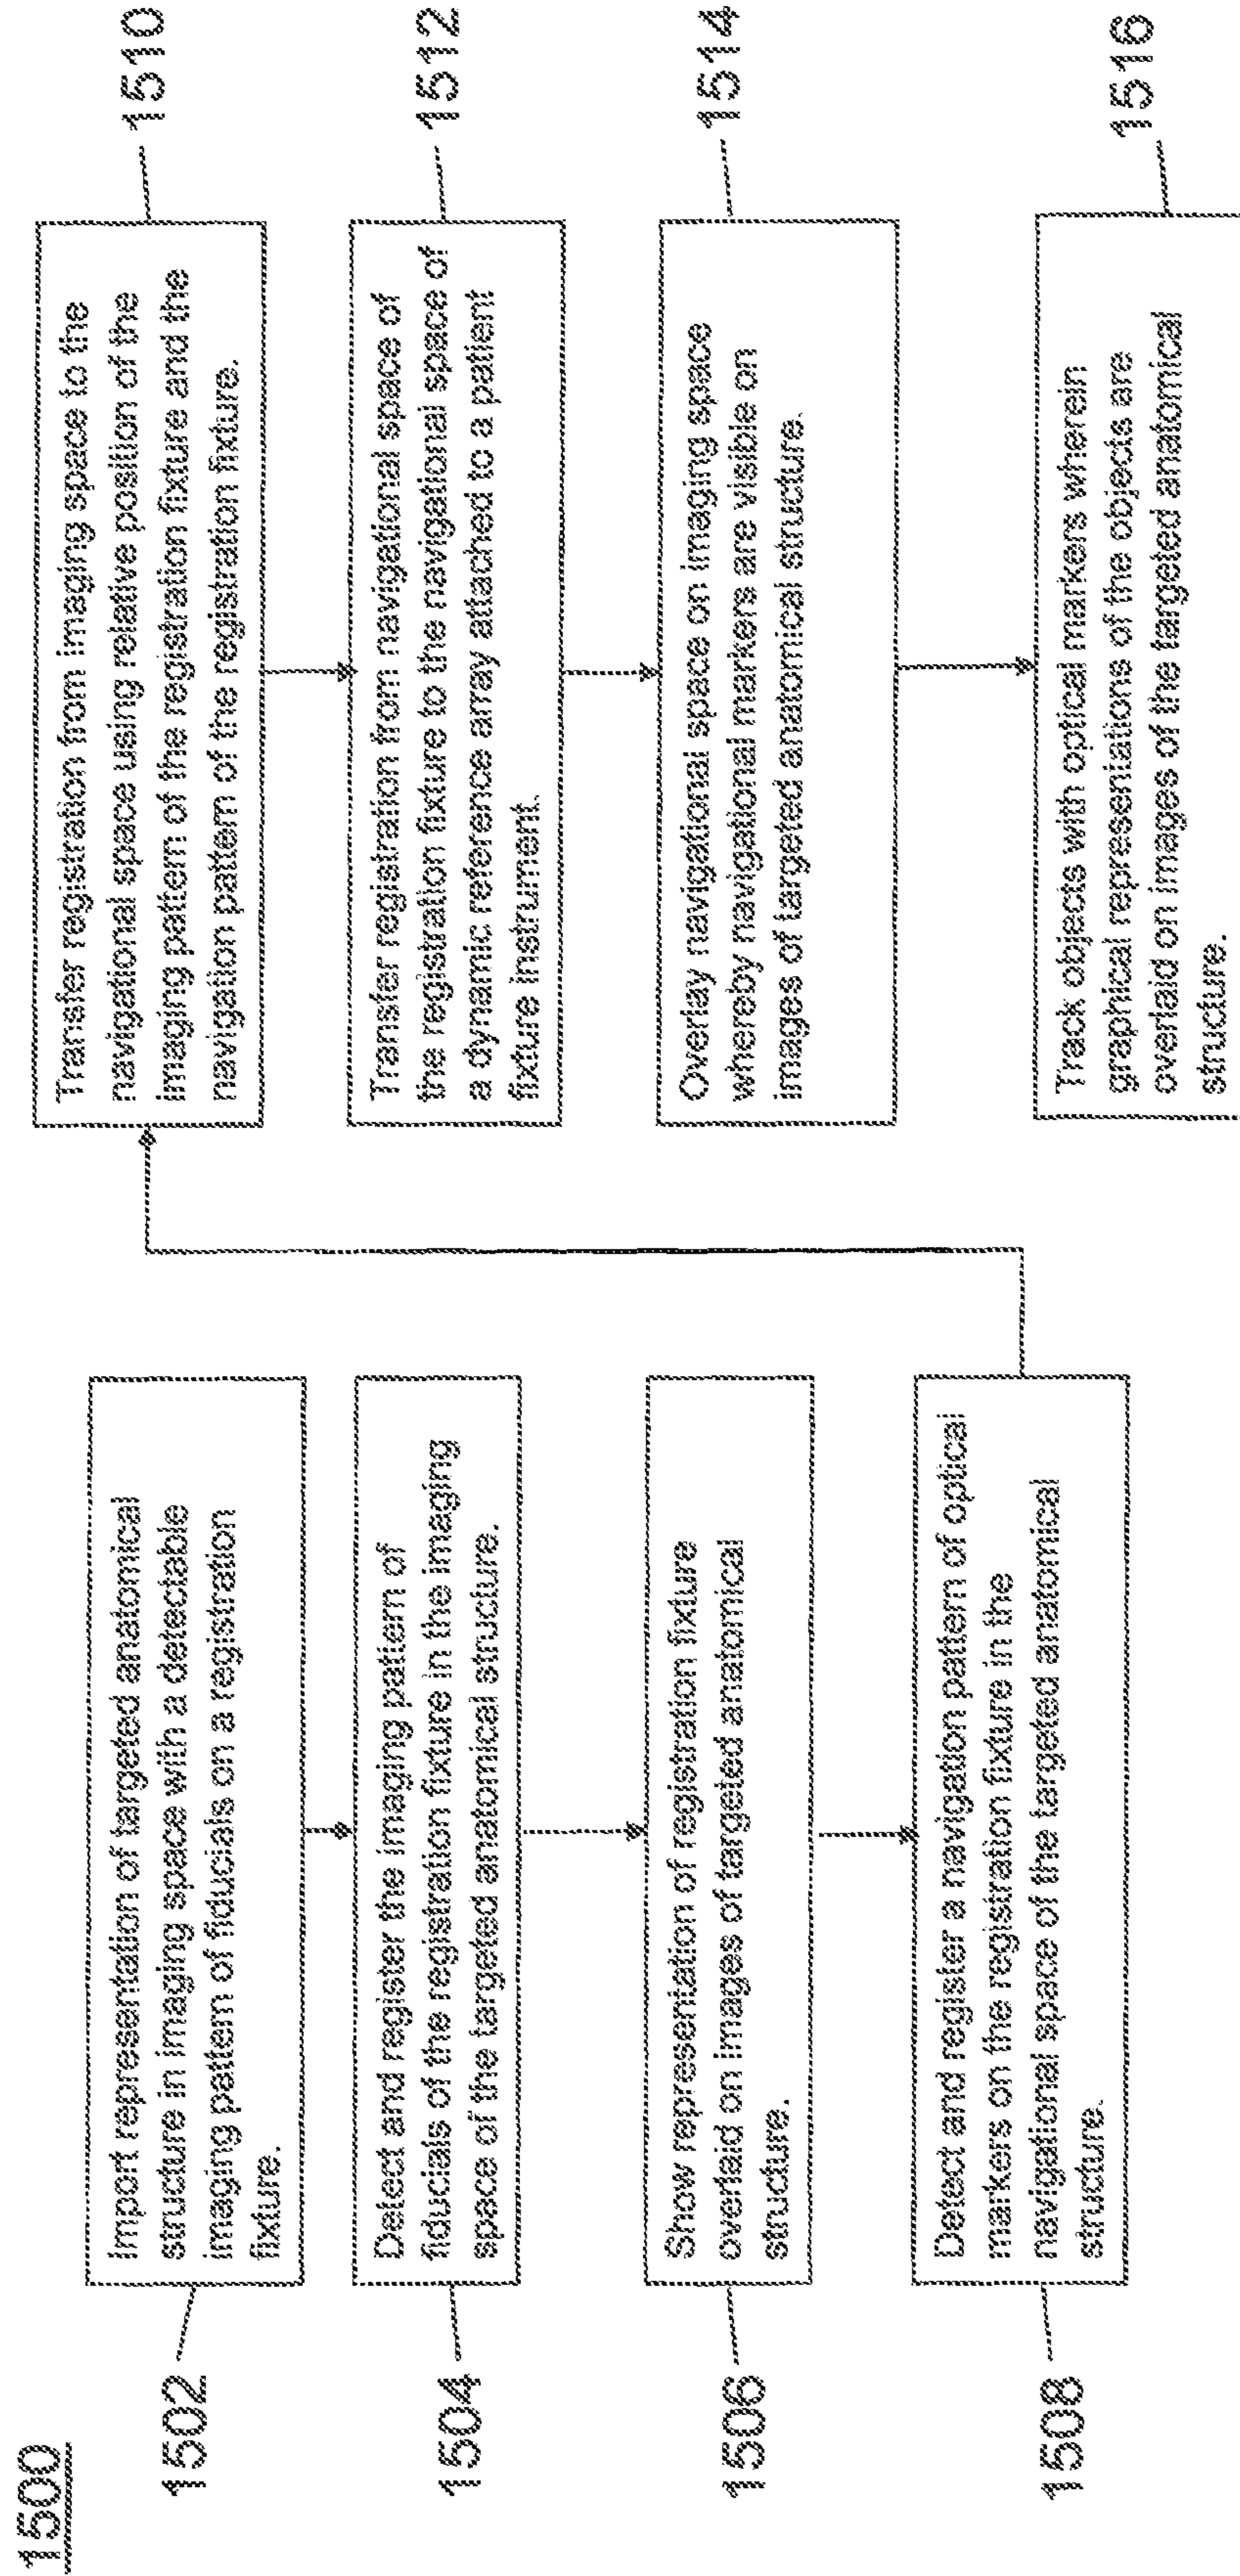 1500
1502
Import representation of targeted anatomical
structure in imaging space with a detectable
imaging pattern of fiducials on a registration
fixture.
1504
Detect and register the imaging pattern of
fiducials of the registration fixture in the imaging
space of the targeted anatomical structure.
1506
Show representation of registration fixture
overlaid on images of targeted anatomical
structure.
1508
Detect and register a navigation pattern of optical
markers on the registration fixture in the
navigational space of the targeted anatomical
structure.
1510
Transfer registration from imaging space to the
navigational space using relative position of the
imaging pattern of the registration fixture and the
navigation pattern of the registration fixture.
1512
Transfer registration from navigational space of
the registration fixture to the navigational space of
a dynamic reference array attached to a patient
fixture instrument.
1514
Overlay navigational space on imaging space
whereby navigational markers are visible on
images of targeted anatomical structure.
1516
Track objects with optical markers wherein
graphical representations of the objects are
overlaid on images of the targeted anatomical
structure.